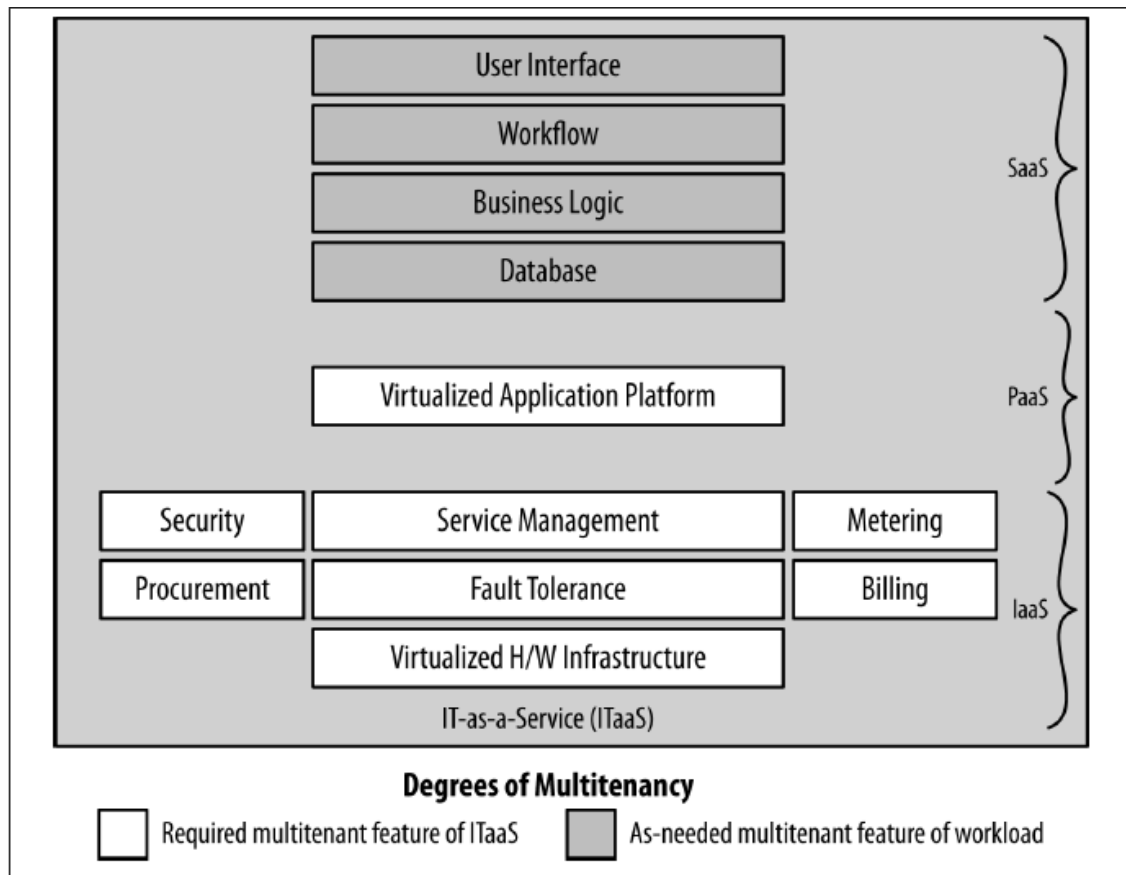 User Interface
Workflow
SaaS
Business Logic
Database
Virtualized Application Platform
PaaS
Security
Service Management
Metering
Procurement
Fault Tolerance
Billing
IaaS
Virtualized H/W Infrastructure
IT-as-a-Service (ITaaS)
Degrees of Multitenancy
Required multitenant feature of ITaaS
As-needed multitenant feature of workload